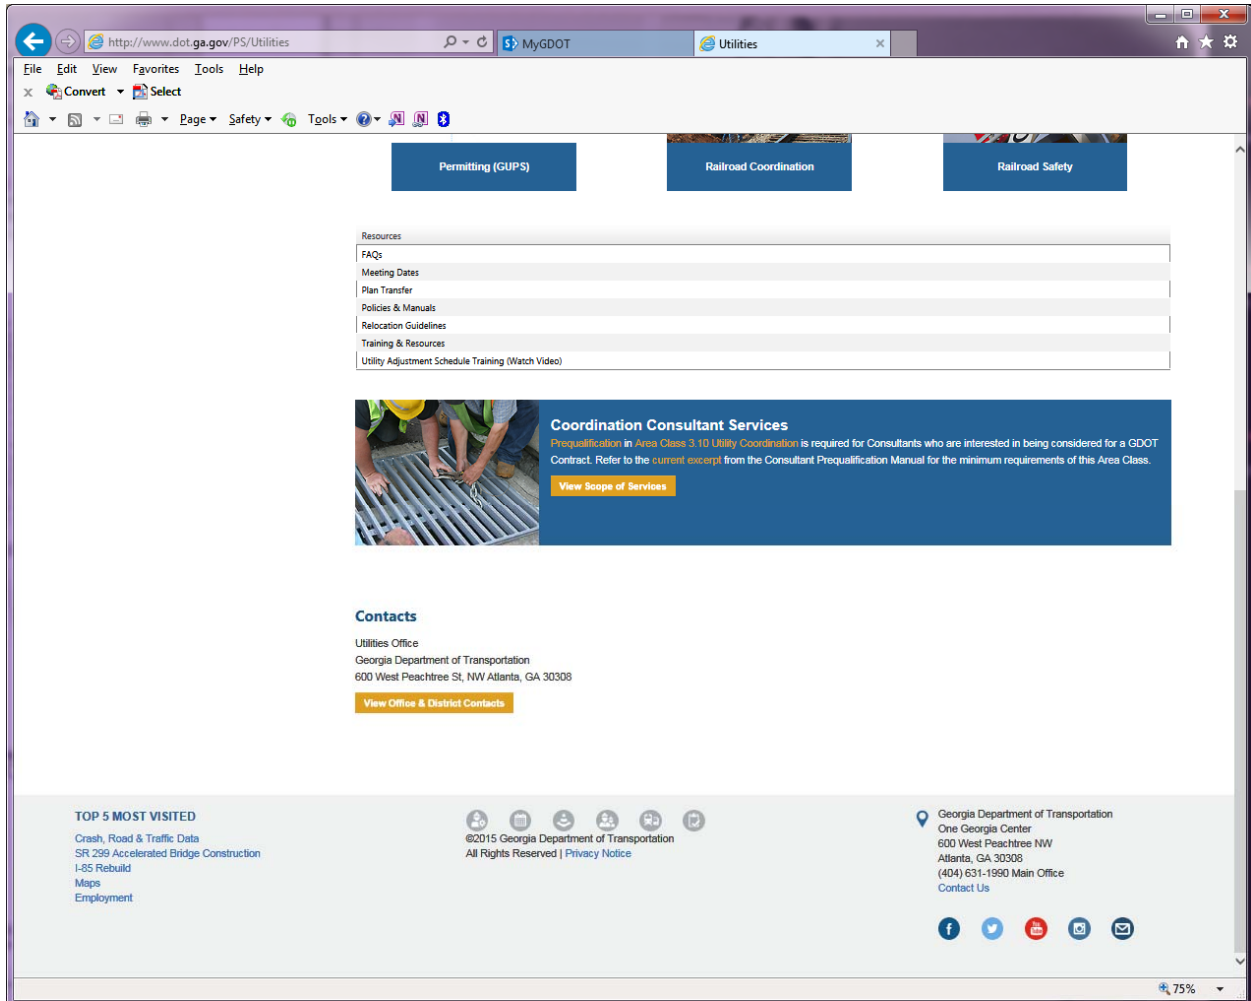 http://www.dot.ga.gov/PS/Utilities
MyGDOT
Utilities
File Edit View Favorites Tools Help
x Convert Select
Page Safety Tools
Permitting (GUPS)
Railroad Coordination
Railroad Safety
Resources
FAQs
Meeting Dates
Plan Transfer
Policies & Manuals
Relocation Guidelines
Training & Resources
Utility Adjustment Schedule Training (Watch Video)
Coordination Consultant Services
Prequalification in Area Class 3.10 Utility Coordination is required for Consultants who are interested in being considered for a GDOT
Contract. Refer to the current excerpt from the Consultant Prequalification Manual for the minimum requirements of this Area Class.
View Scope of Services
Contacts
Utilities Office
Georgia Department of Transportation
600 West Peachtree St, NW Atlanta, GA 30308
View Office & District Contacts
TOP 5 MOST VISITED
Crash, Road & Traffic Data
SR 299 Accelerated Bridge Construction
I-85 Rebuild
Maps
Employment
©2015 Georgia Department of Transportation
All Rights Reserved | Privacy Notice
Georgia Department of Transportation
One Georgia Center
600 West Peachtree NW
Atlanta, GA 30308
(404) 631-1990 Main Office
Contact Us
75%